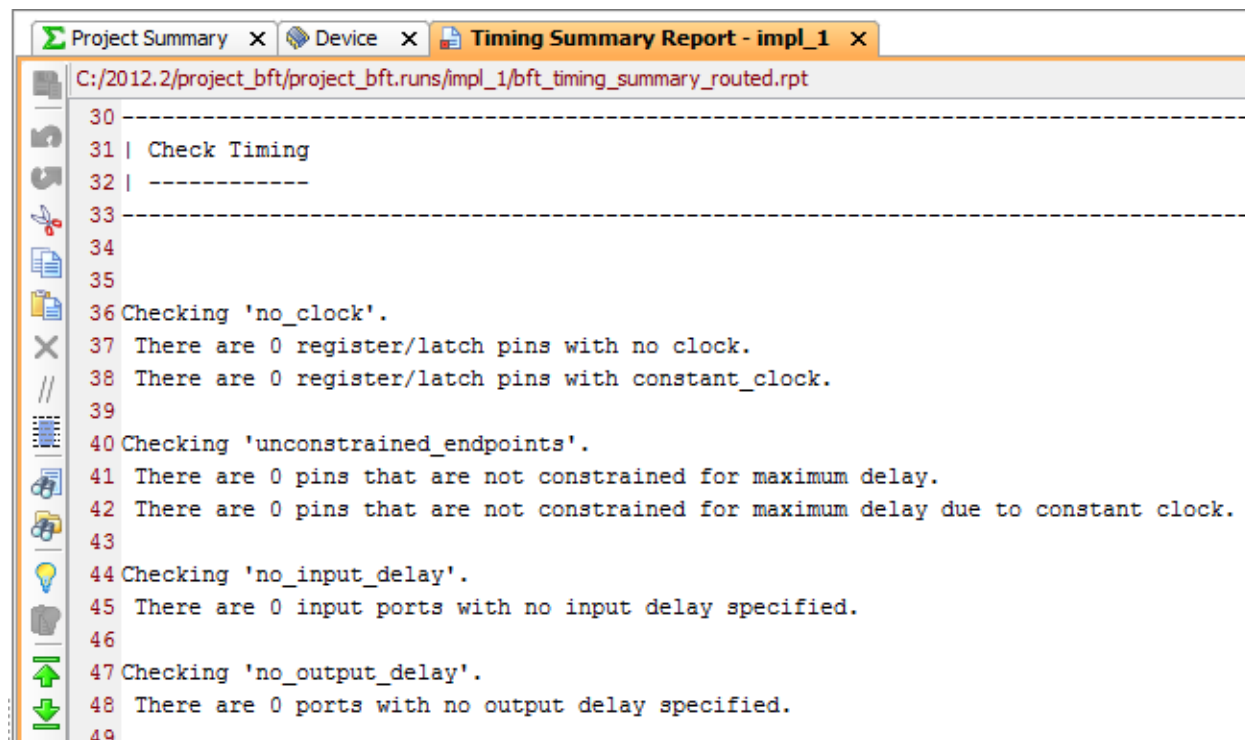 Project Summary Device Timing Summary Report - impl_1
C:/2012.2/project_bft/project_bft.runs/impl_1/bft_timing_summary_routed.rpt
30 -----------------------------------------------------------------------------------
31 | Check Timing
32 | ------------
33 -----------------------------------------------------------------------------------
34
35
36 Checking 'no_clock'.
37 There are 0 register/latch pins with no clock.
38 There are 0 register/latch pins with constant_clock.
39
40 Checking 'unconstrained_endpoints'.
41 There are 0 pins that are not constrained for maximum delay.
42 There are 0 pins that are not constrained for maximum delay due to constant clock.
43
44 Checking 'no_input_delay'.
45 There are 0 input ports with no input delay specified.
46
47 Checking 'no_output_delay'.
48 There are 0 ports with no output delay specified.
49